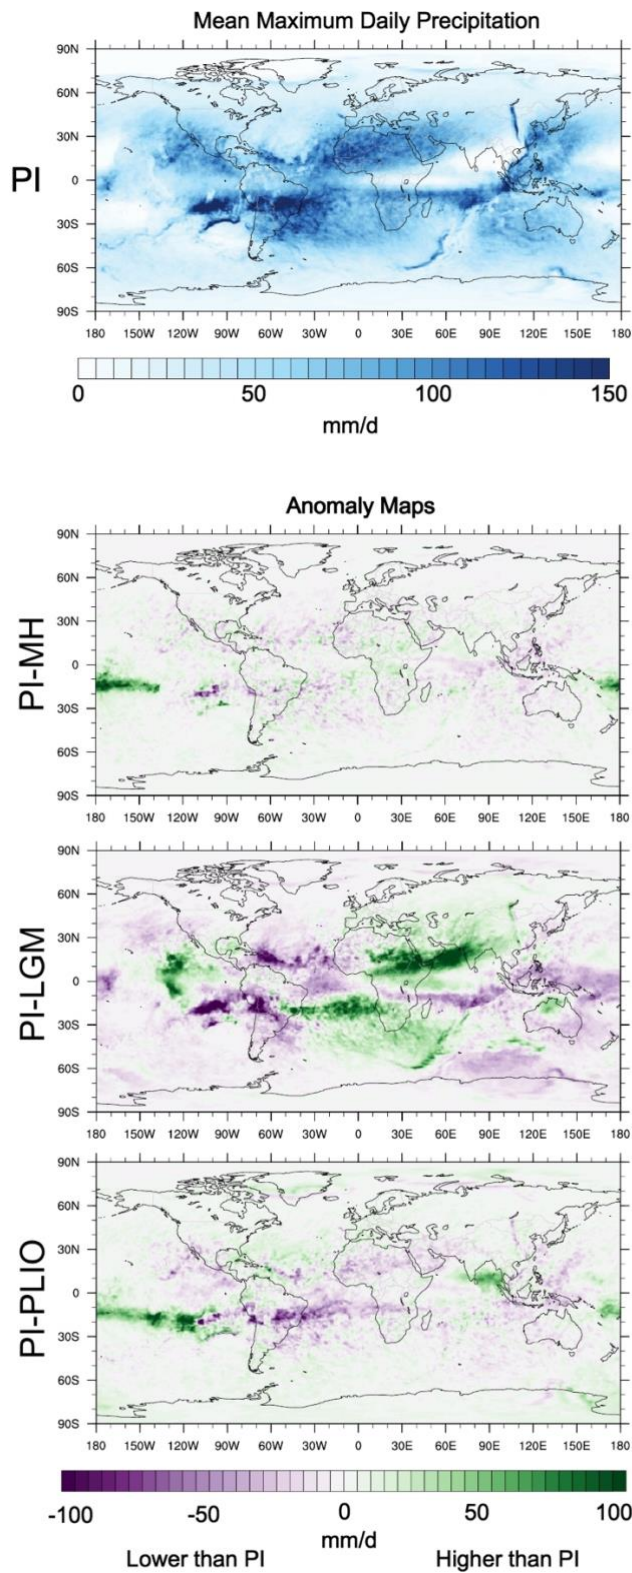 Mean Maximum Daily Precipitation
PI
90N
60N
30N
0
30S
60S
90S
180 150W 120W 90W 60W 30W 0 30E 60E 90E 120E 150E 180
0 50 100 150
mm/d
Anomaly Maps
PI-MH
90N
60N
30N
0
30S
60S
90S
180 150W 120W 90W 60W 30W 0 30E 60E 90E 120E 150E 180
PI-LGM
90N
60N
30N
0
30S
60S
90S
180 150W 120W 90W 60W 30W 0 30E 60E 90E 120E 150E 180
PI-PLIO
90N
60N
30N
0
30S
60S
90S
180 150W 120W 90W 60W 30W 0 30E 60E 90E 120E 150E 180
-100 -50 0 50 100
mm/d
Lower than PI Higher than PI